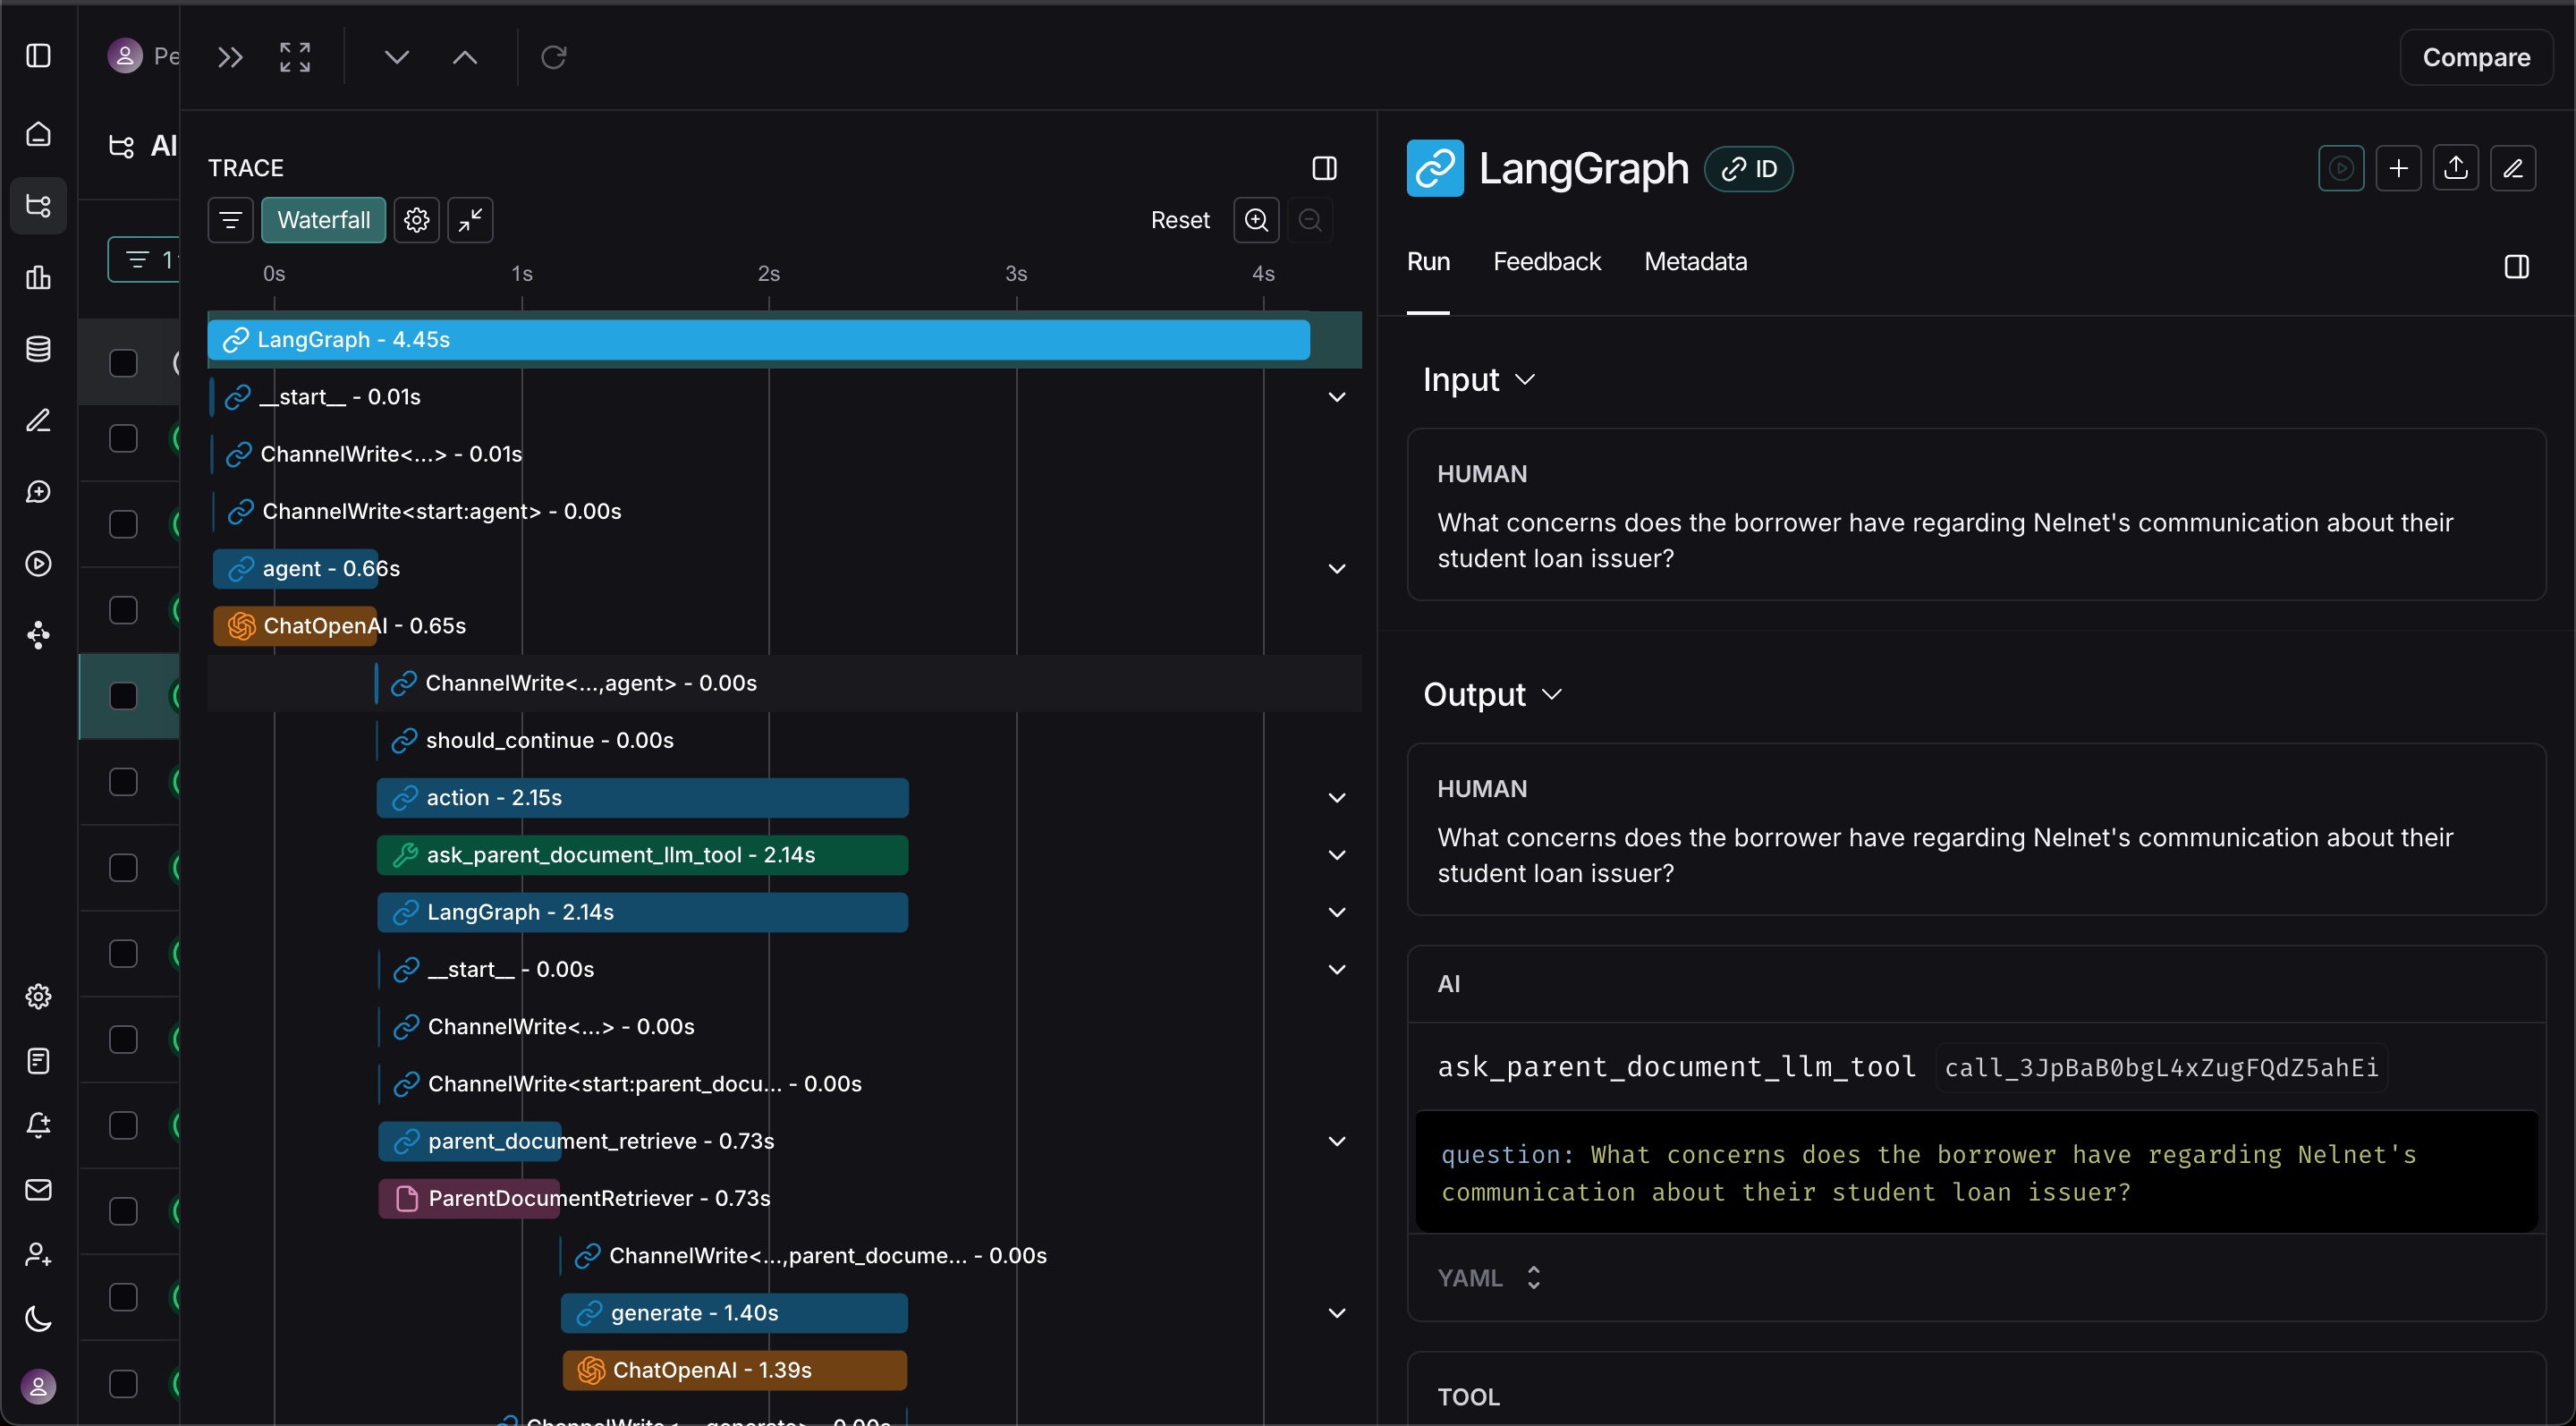 Pe
Compare
AI
TRACE
Waterfall
Reset
1
0s 1s 2s 3s 4s
LangGraph - 4.45s
__start__ - 0.01s
ChannelWrite<...> - 0.01s
ChannelWrite<start:agent> - 0.00s
agent - 0.66s
ChatOpenAI - 0.65s
ChannelWrite<...,agent> - 0.00s
should_continue - 0.00s
action - 2.15s
ask_parent_document_llm_tool - 2.14s
LangGraph - 2.14s
__start__ - 0.00s
ChannelWrite<...> - 0.00s
ChannelWrite<start:parent_docu... - 0.00s
parent_document_retrieve - 0.73s
ParentDocumentRetriever - 0.73s
ChannelWrite<...,parent_docume... - 0.00s
generate - 1.40s
ChatOpenAI - 1.39s
ChannelWrite<...,generate> - 0.00s
LangGraph ID
Run Feedback Metadata
Input
HUMAN
What concerns does the borrower have regarding Nelnet's communication about their
student loan issuer?
Output
HUMAN
What concerns does the borrower have regarding Nelnet's communication about their
student loan issuer?
AI
ask_parent_document_llm_tool call_3JpBaB0bgL4xZugFQdZ5ahEi
question: What concerns does the borrower have regarding Nelnet's
communication about their student loan issuer?
YAML
TOOL